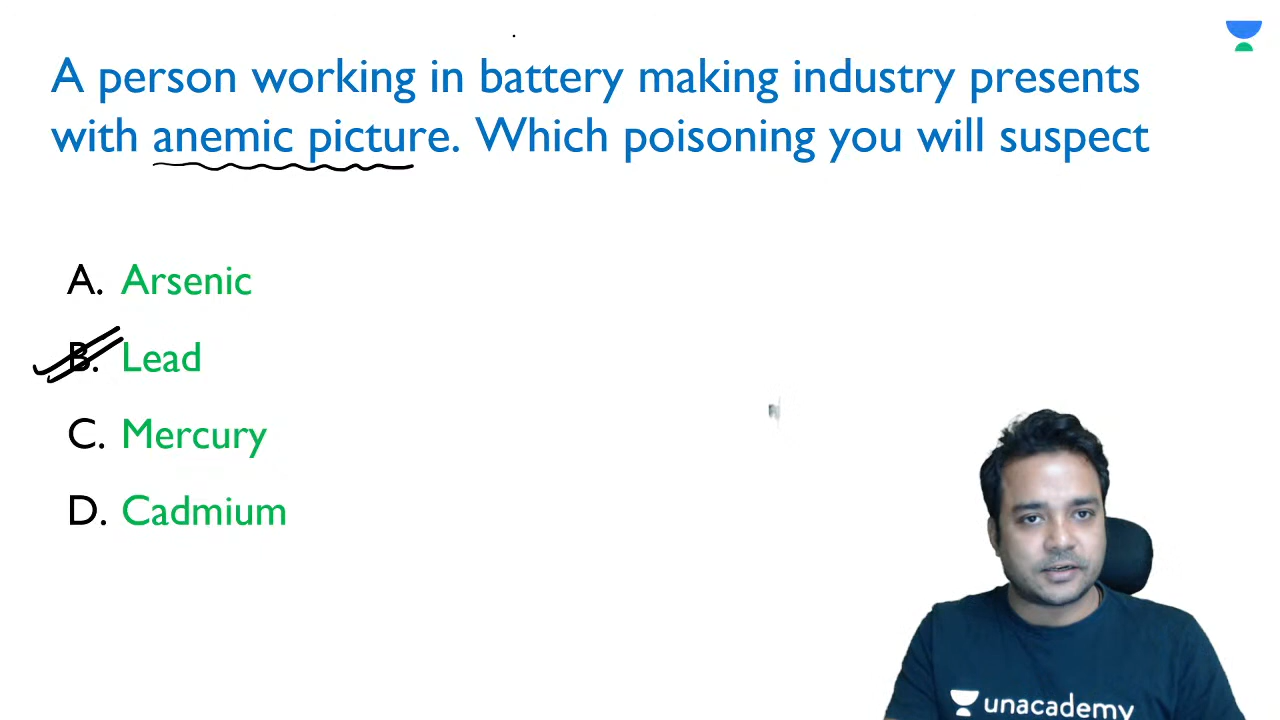 A person working in battery making industry presents
with anemic picture. Which poisoning you will suspect
A. Arsenic
B. Lead
C. Mercury
D. Cadmium
unacademy